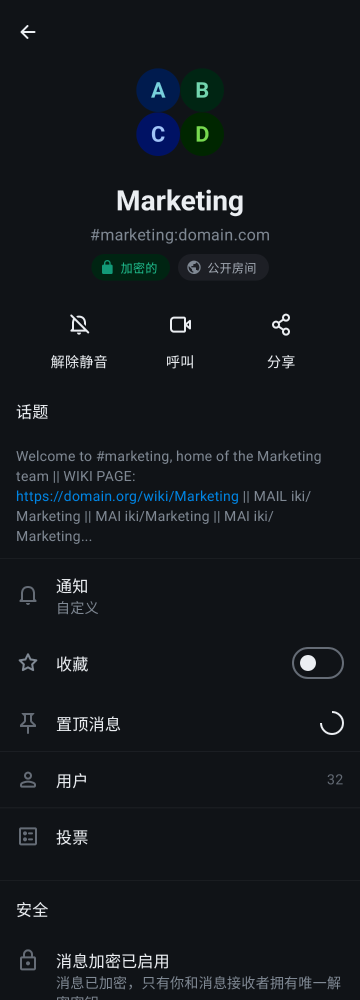 A B
C D
Marketing
#marketing:domain.com
加密的 公开房间
解除静音 呼叫 分享
话题
Welcome to #marketing, home of the Marketing
team || WIKI PAGE:
https://domain.org/wiki/Marketing || MAIL iki/
Marketing || MAI iki/Marketing || MAI iki/
Marketing...
通知
自定义
收藏
置顶消息
用户 32
投票
安全
消息加密已启用
消息已加密，只有你和消息接收者拥有唯一解